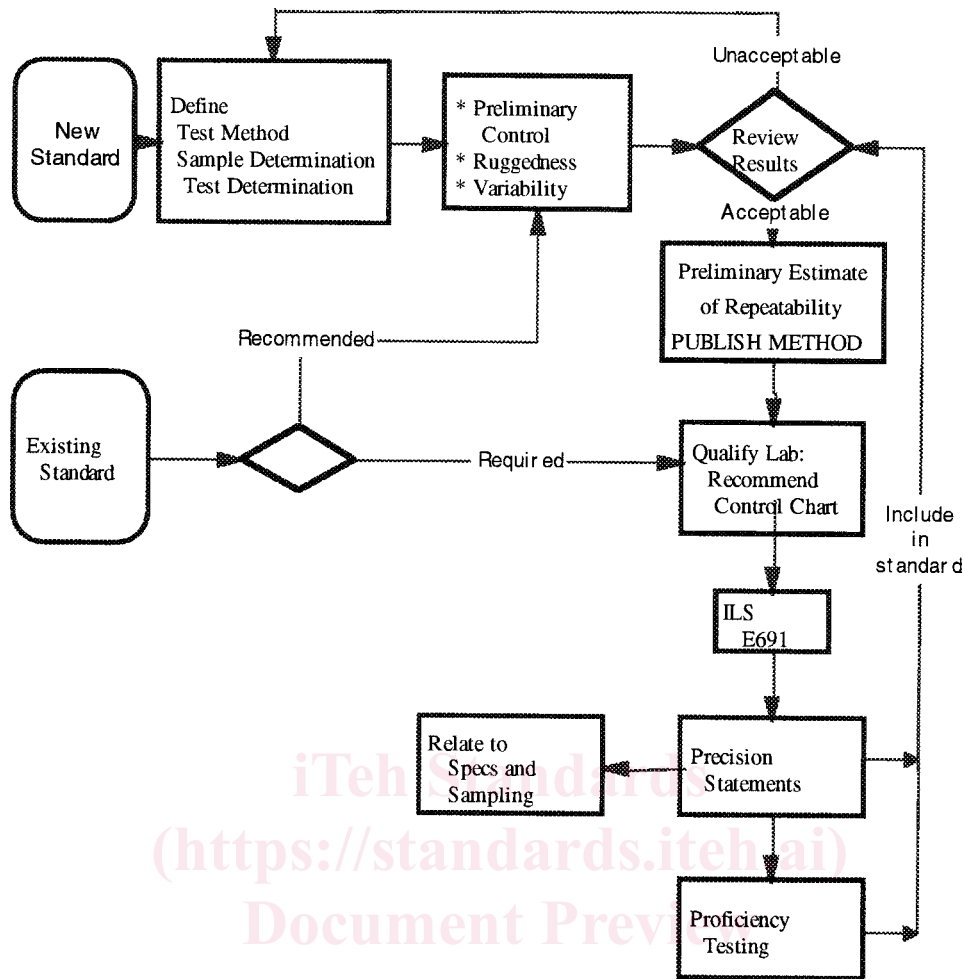 Unacceptable
New
Standard
Define
Test Method
Sample Determination
Test Determination
* Preliminary
Control
* Ruggedness
* Variability
Review
Results
Acceptable
Preliminary Estimate
of Repeatability
PUBLISH METHOD
Recommended
Existing
Standard
Required
Qualify Lab:
Recommend
Control Chart
Include
in
standard
ILS
E691
Relate to
Specs and
Sampling
Precision
Statements
Proficiency
Testing
iTeh Standards
(https://standards.iteh.ai)
Document Preview